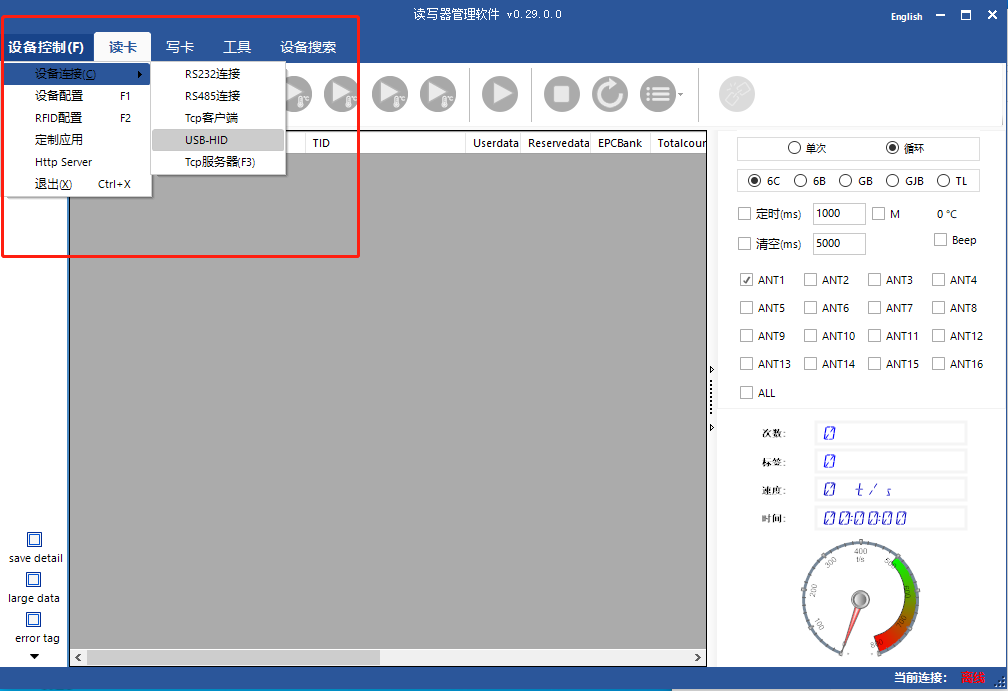 读写器管理软件 v0.29.0.0
English
设备控制(F) 读卡 写卡 工具 设备搜索
设备连接(C)
设备配置 F1
RFID配置 F2
定制应用
Http Server
退出(X) Ctrl+X
RS232连接
RS485连接
Tcp客户端
USB-HID
Tcp服务器(F3)
TID Userdata Reservedata EPCBank Totalcour
单次 循环
6C 6B GB GJB TL
定时(ms) 1000 M 0 °C
清空(ms) 5000 Beep
ANT1 ANT2 ANT3 ANT4
ANT5 ANT6 ANT7 ANT8
ANT9 ANT10 ANT11 ANT12
ANT13 ANT14 ANT15 ANT16
ALL
次数: 0
标签: 0
速度: 0 t/s
时间: 00:00:00
save detail
large data
error tag
100 200 300 400 500
t/s
当前连接: 离线